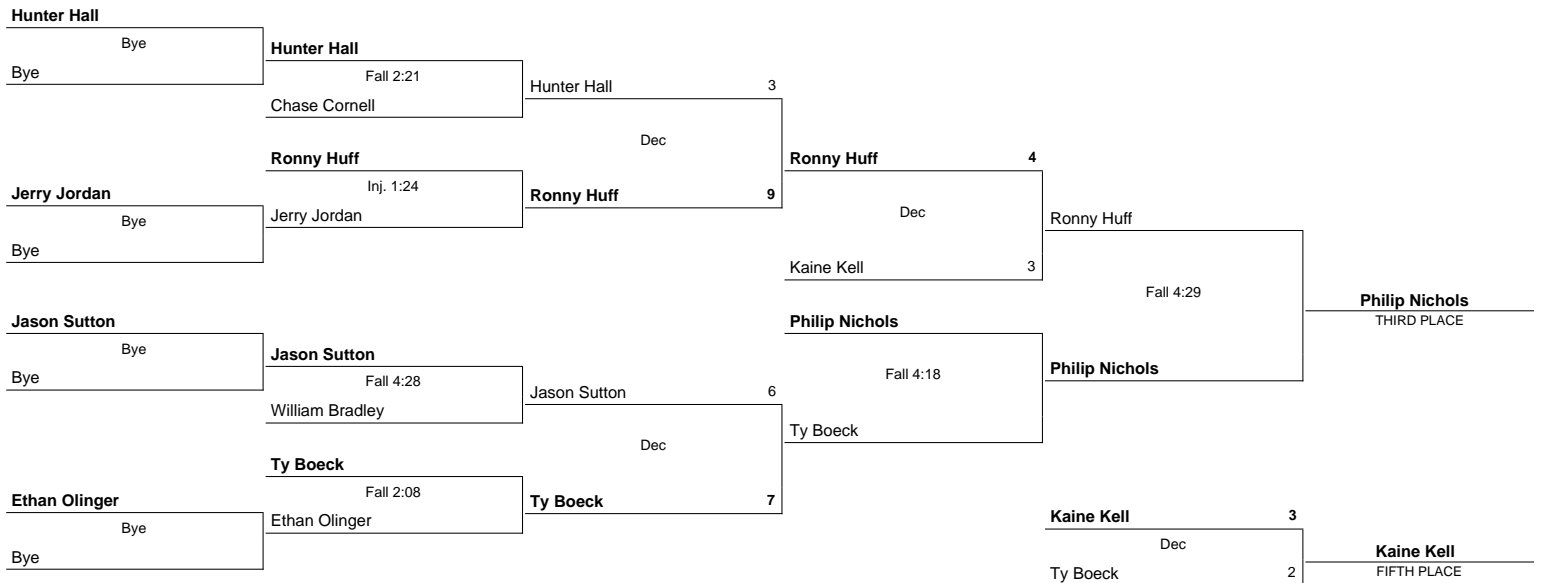 Hunter Hall
Bye
Bye
Hunter Hall
Fall 2:21
Chase Cornell
Jerry Jordan
Bye
Bye
Ronny Huff
Inj. 1:24
Jerry Jordan
Hunter Hall 3
Dec
Ronny Huff 9
Jason Sutton
Bye
Bye
Jason Sutton
Fall 4:28
William Bradley
Ethan Olinger
Bye
Bye
Ty Boeck
Fall 2:08
Ethan Olinger
Jason Sutton 6
Dec
Ty Boeck 7
Ronny Huff 4
Dec
Kaine Kell 3
Philip Nichols
Fall 4:18
Ty Boeck
Ronny Huff
Fall 4:29
Philip Nichols
Philip Nichols
THIRD PLACE
Kaine Kell 3
Dec
Ty Boeck 2
Kaine Kell
FIFTH PLACE